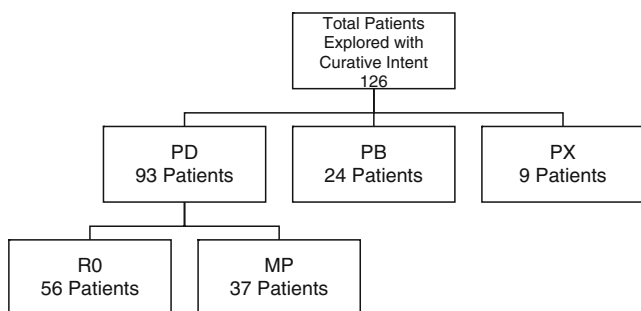 Total Patients
Explored with
Curative Intent
126
PD
93 Patients
PB
24 Patients
PX
9 Patients
R0
56 Patients
MP
37 Patients